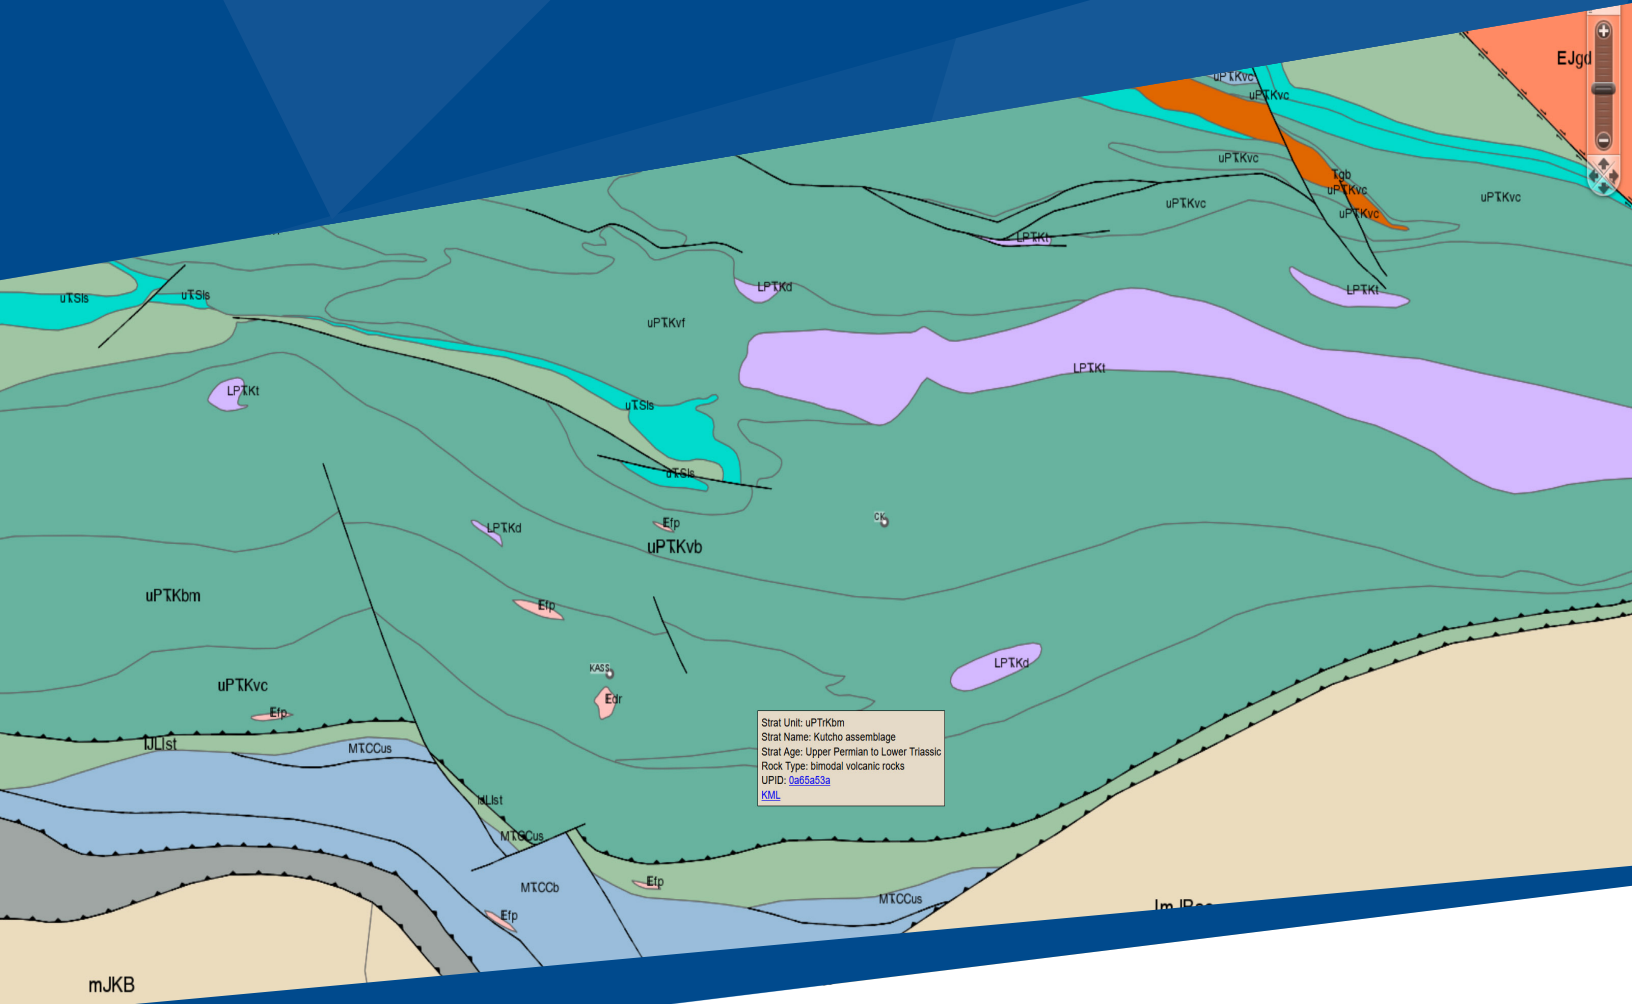 EJgd
uPTKvc
uPTKvc
uPTKvc
Tgb
uPTKvc
uPTKvc
uPTKvc
uPTKvc
LPTKt
LPTKd
LPTKt
uTSls
uTSls
uPTKvf
LPTKt
LPTKt
uTSls
uTSls
CK
LPTKd
Efp
uPTKvb
uPTKbm
Efp
KASS
LPTKd
uPTKvc
Edr
Efp
Strat Unit: uPTrKbm
Strat Name: Kutcho assemblage
Strat Age: Upper Permian to Lower Triassic
Rock Type: bimodal volcanic rocks
UPID: 0a65a53a
KML
lJLIst
MTCCus
lJLIst
MTCCus
Efp
MTCCb
MTCCus
Efp
mJKB